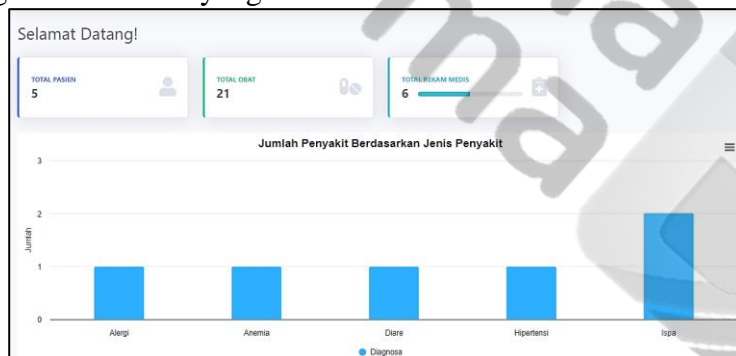 Selamat Datang!
TOTAL PASIEN
5
TOTAL OBAT
21
TOTAL REKAM MEDIS
6
Jumlah Penyakit Berdasarkan Jenis Penyakit
3
2
1
0
Jumlah
Alergi Anemia Diare Hipertensi Ispa
Diagnosa